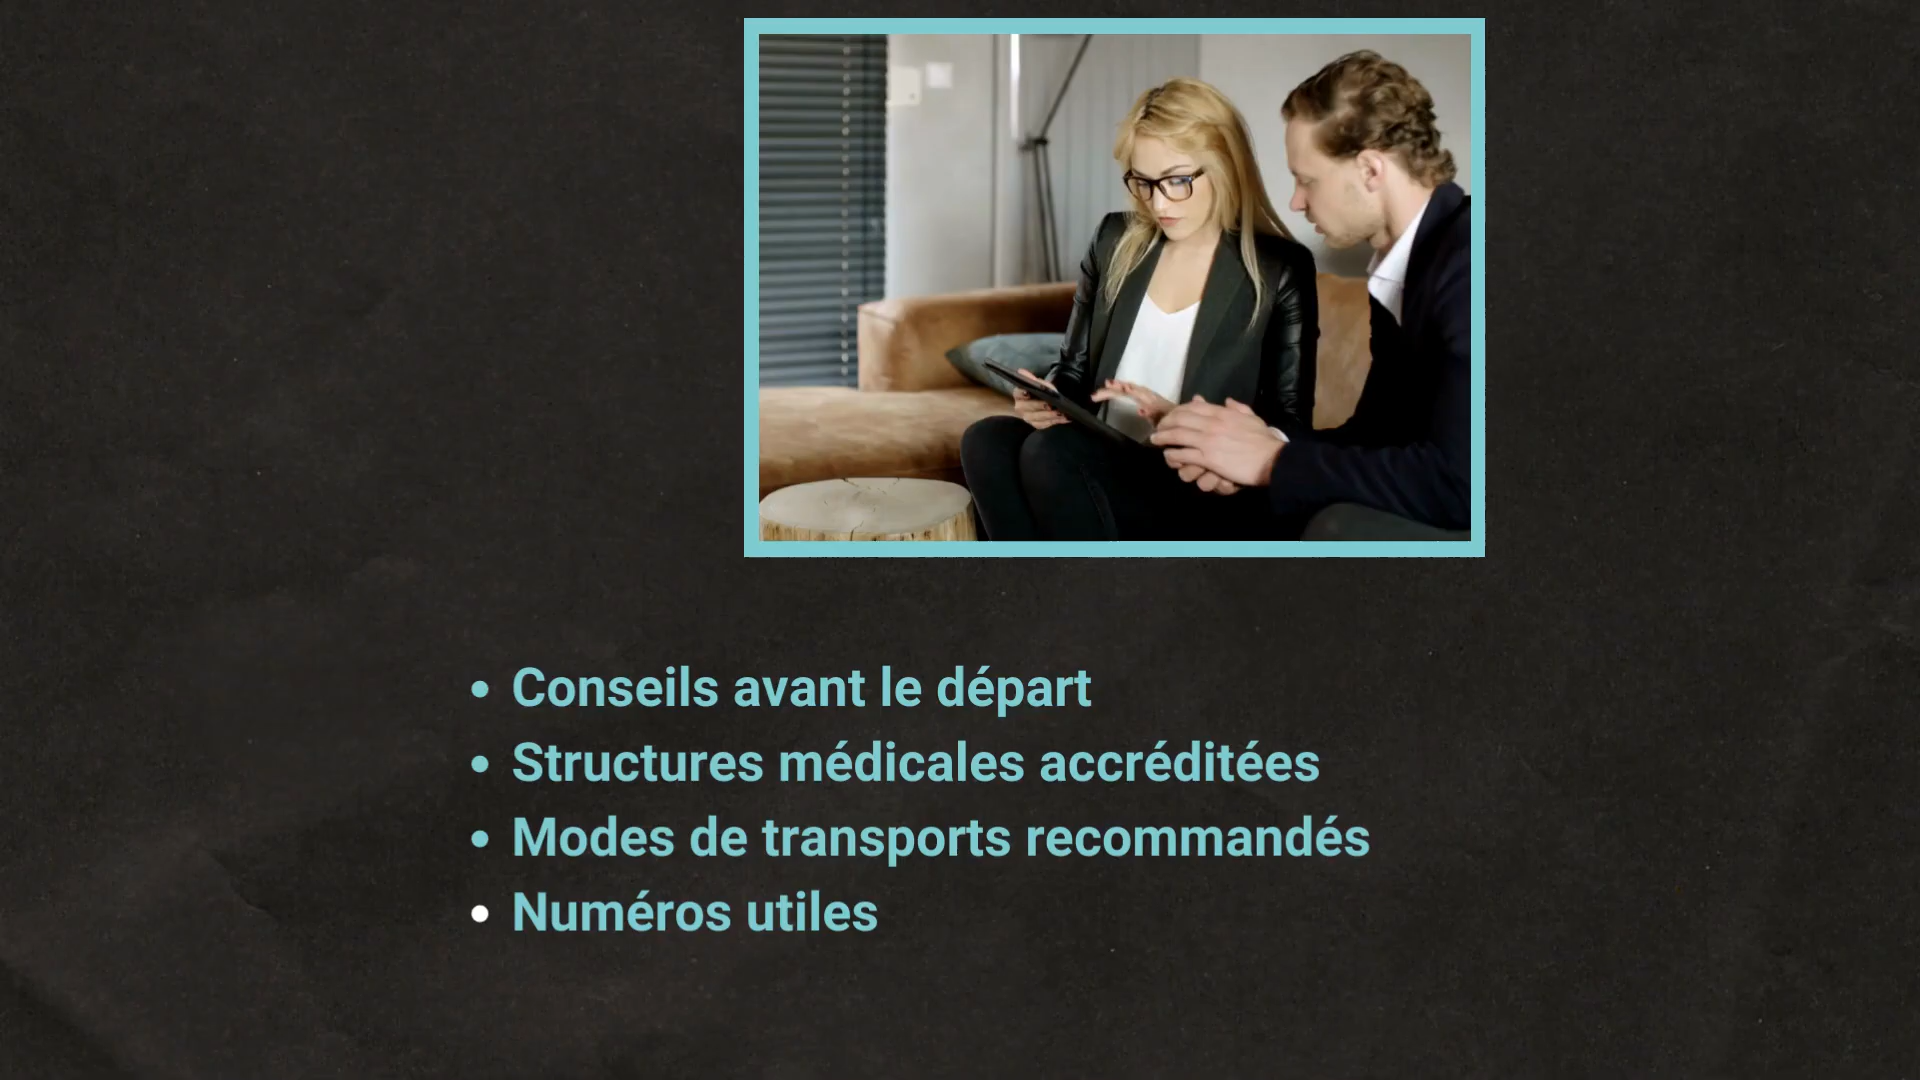 • Conseils avant le départ
• Structures médicales accréditées
• Modes de transports recommandés
• Numéros utiles